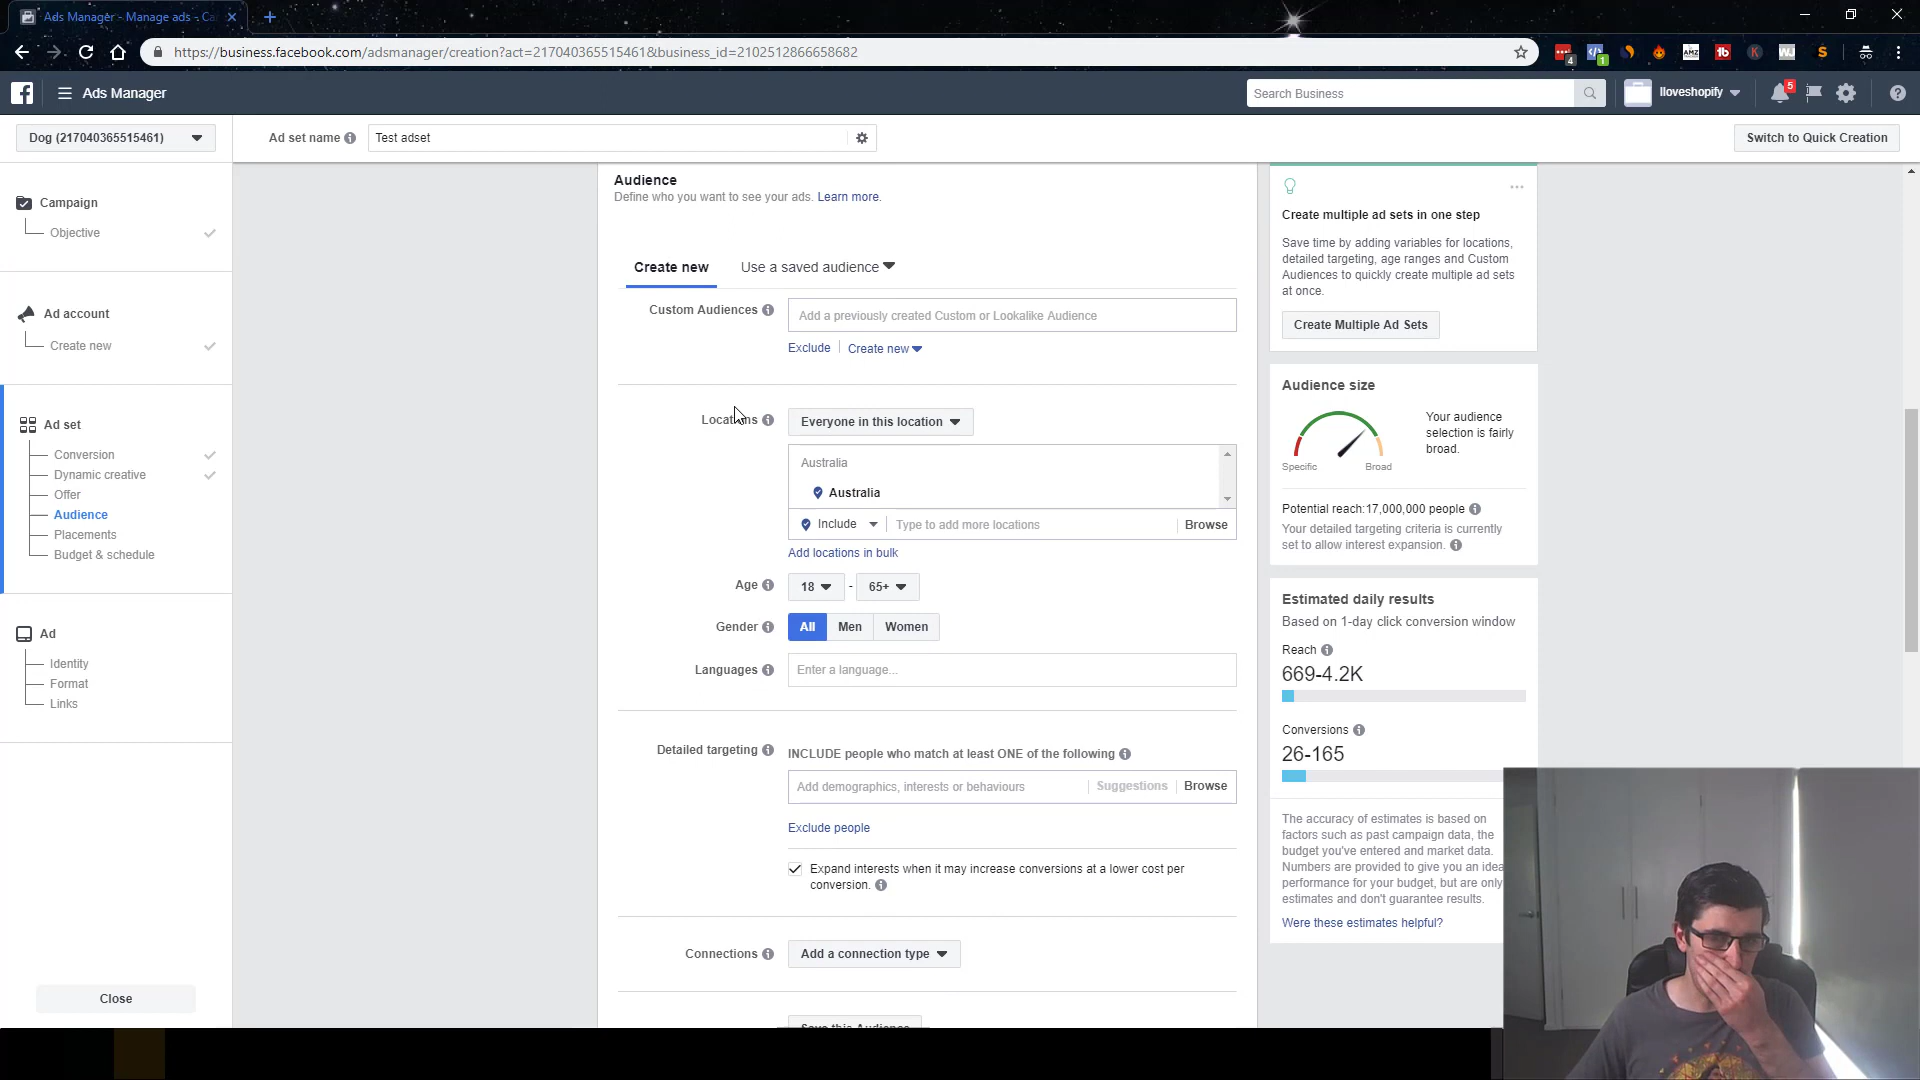 Ads Manager - Manage ads - Ca
https://business.facebook.com/adsmanager/creation?act=217040365515461&business_id=2102512866658682
4
1
AMZ
tb
K
S
Ads Manager
Search Business
Iloveshopify
5
Dog (217040365515461)
Ad set name
Test adset
Switch to Quick Creation
Campaign
Objective
Ad account
Create new
Ad set
Conversion
Dynamic creative
Offer
Audience
Placements
Budget & schedule
Ad
Identity
Format
Links
Close
Audience
Define who you want to see your ads. Learn more.
Create new
Use a saved audience
Custom Audiences
Add a previously created Custom or Lookalike Audience
Exclude
Create new
Locations
Everyone in this location
Australia
Australia
Include
Type to add more locations
Browse
Add locations in bulk
Age
18
-
65+
Gender
All
Men
Women
Languages
Enter a language...
Detailed targeting
INCLUDE people who match at least ONE of the following
Add demographics, interests or behaviours
Suggestions
Browse
Exclude people
Expand interests when it may increase conversions at a lower cost per
conversion.
Connections
Add a connection type
Save this Audience
Create multiple ad sets in one step
Save time by adding variables for locations,
detailed targeting, age ranges and Custom
Audiences to quickly create multiple ad sets
at once.
Create Multiple Ad Sets
Audience size
Specific
Broad
Your audience
selection is fairly
broad.
Potential reach:17,000,000 people
Your detailed targeting criteria is currently
set to allow interest expansion.
Estimated daily results
Based on 1-day click conversion window
Reach
669-4.2K
Conversions
26-165
The accuracy of estimates is based on
factors such as past campaign data, the
budget you've entered and market data.
Numbers are provided to give you an idea
performance for your budget, but are only
estimates and don't guarantee results.
Were these estimates helpful?